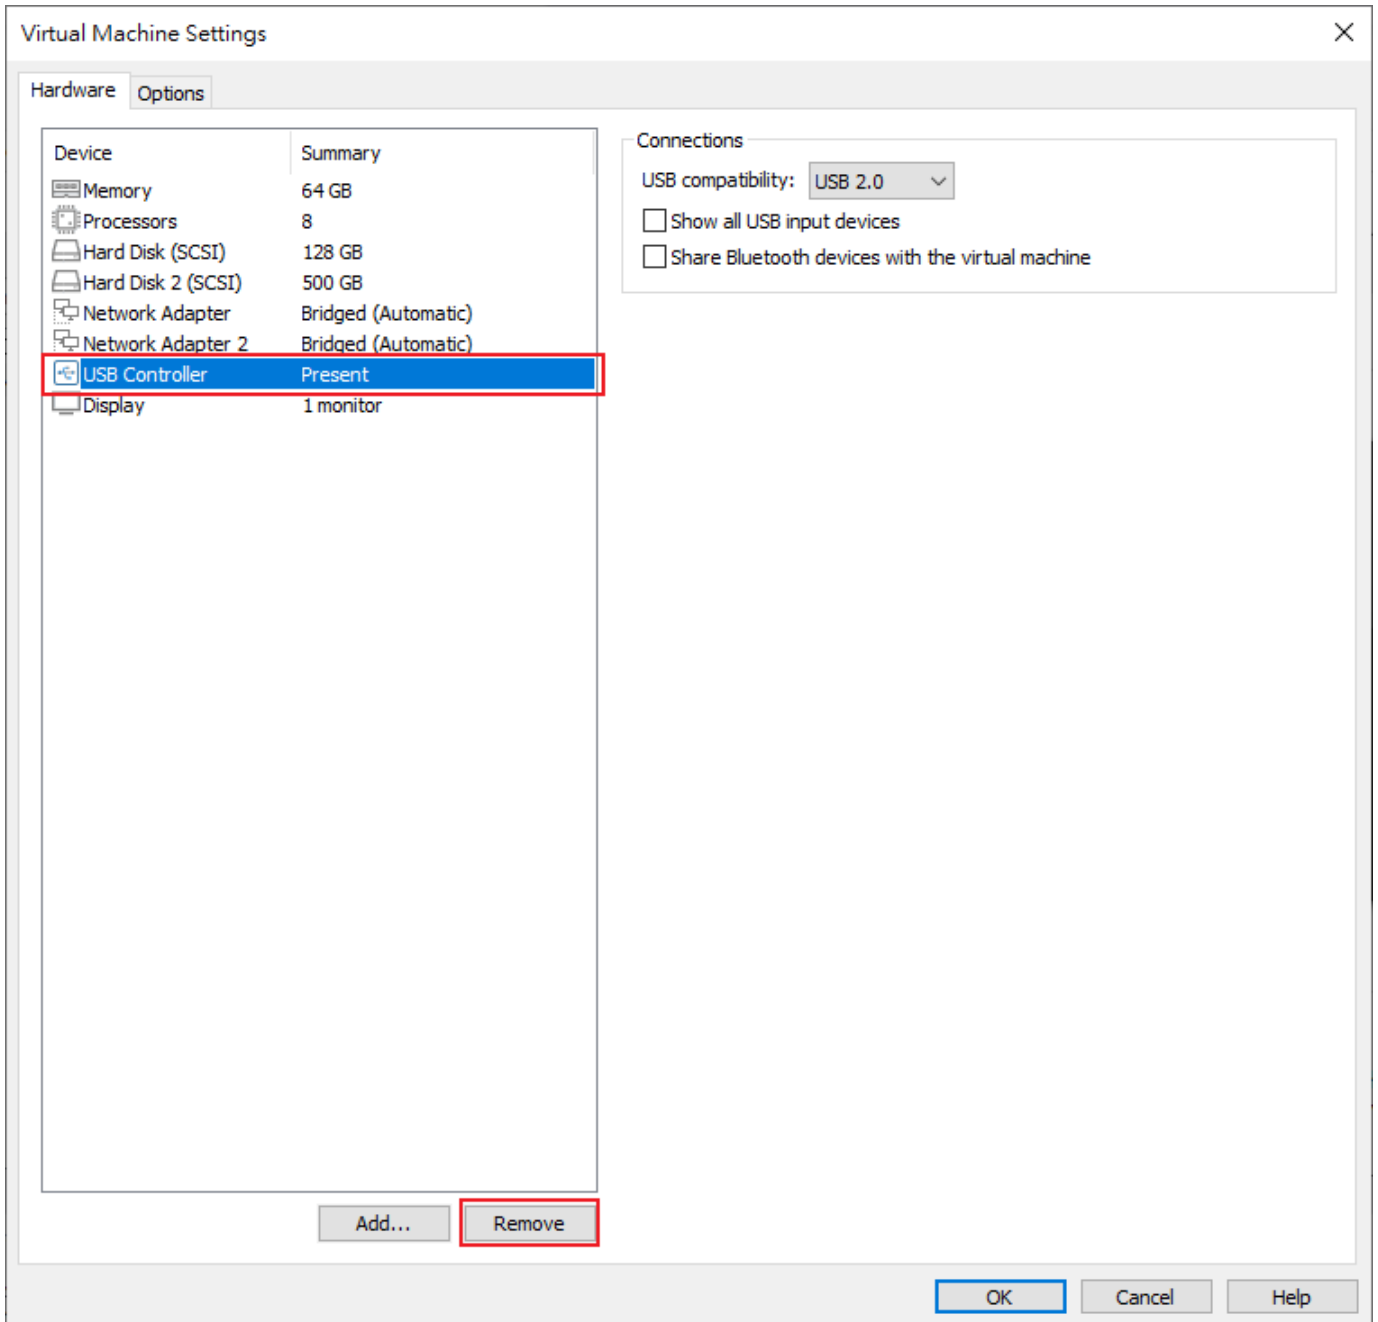 Virtual Machine Settings
Hardware Options
Device Summary
Memory 64 GB
Processors 8
Hard Disk (SCSI) 128 GB
Hard Disk 2 (SCSI) 500 GB
Network Adapter Bridged (Automatic)
Network Adapter 2 Bridged (Automatic)
USB Controller Present
Display 1 monitor
Connections
USB compatibility: USB 2.0
Show all USB input devices
Share Bluetooth devices with the virtual machine
Add... Remove
OK Cancel Help